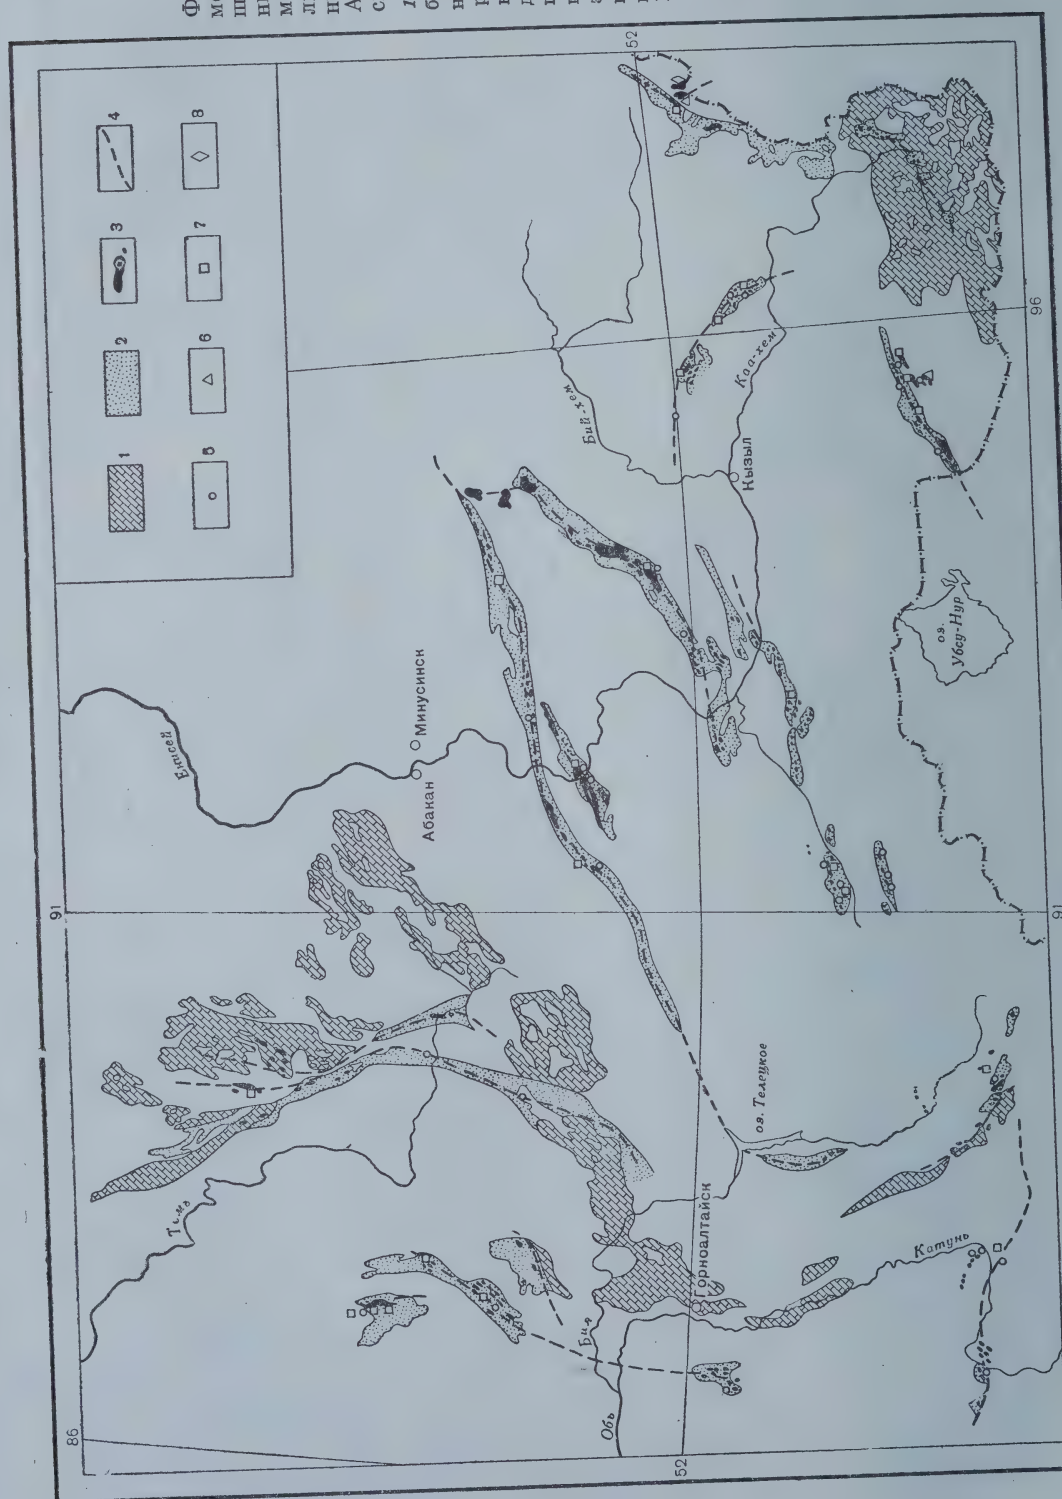 1
2
3
4
5
6
7
8
86
91
52
Енисей
Томь
Абакан
Минусинск
Бий-хем
Каа-хем
Кызыл
Обь
Бия
Горноалтайск
оз. Телецкое
Катунь
оз.
Убсу-Нур
52
91
96